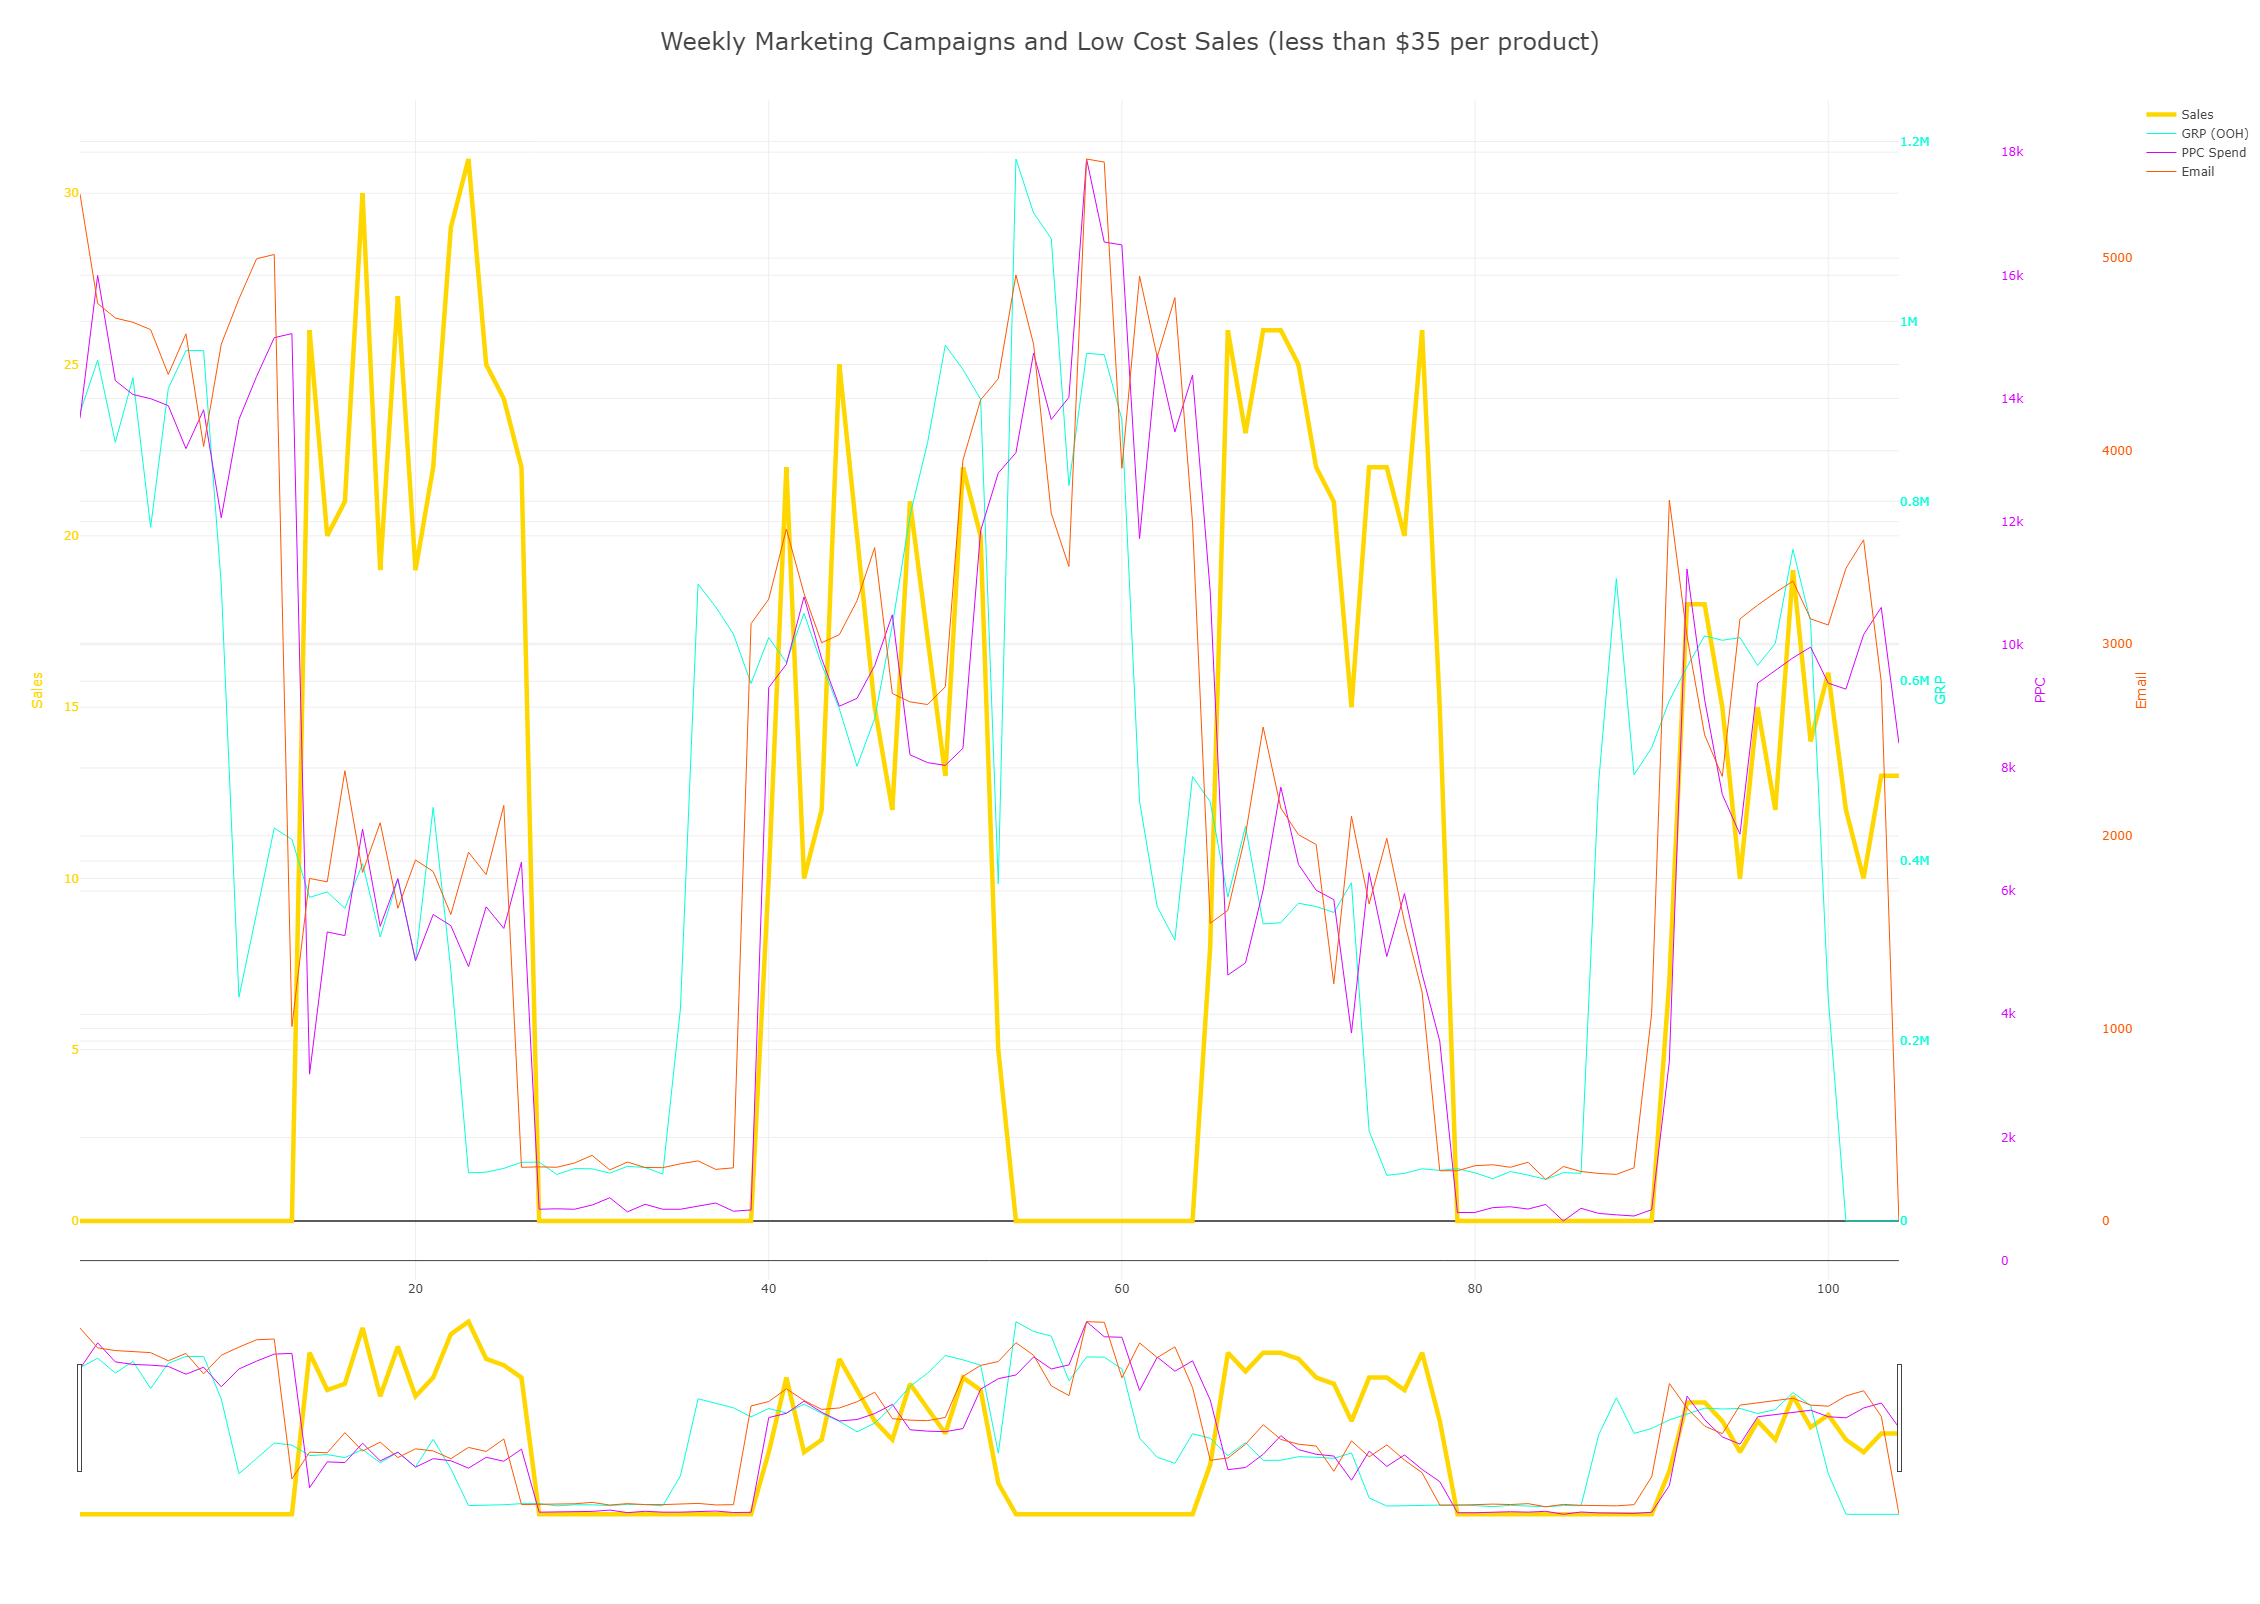 Weekly Marketing Campaigns and Low Cost Sales (less than $35 per product)
Sales
GRP (OOH)
PPC Spend
Email
30
25
20
15
10
5
0
Sales
1.2M
1M
0.8M
0.6M
0.4M
0.2M
0
GRP
18k
16k
14k
12k
10k
8k
6k
4k
2k
0
PPC
5000
4000
3000
2000
1000
0
Email
20
40
60
80
100